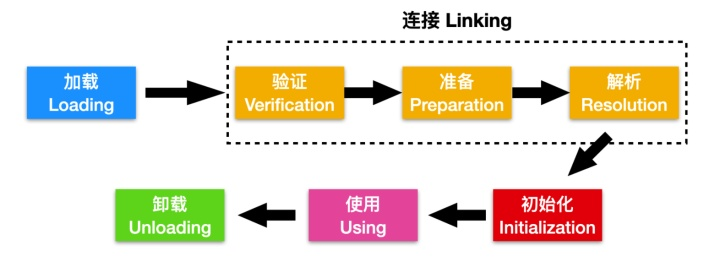 连接 Linking
加载
Loading
验证
Verification
准备
Preparation
解析
Resolution
初始化
Initialization
使用
Using
卸载
Unloading